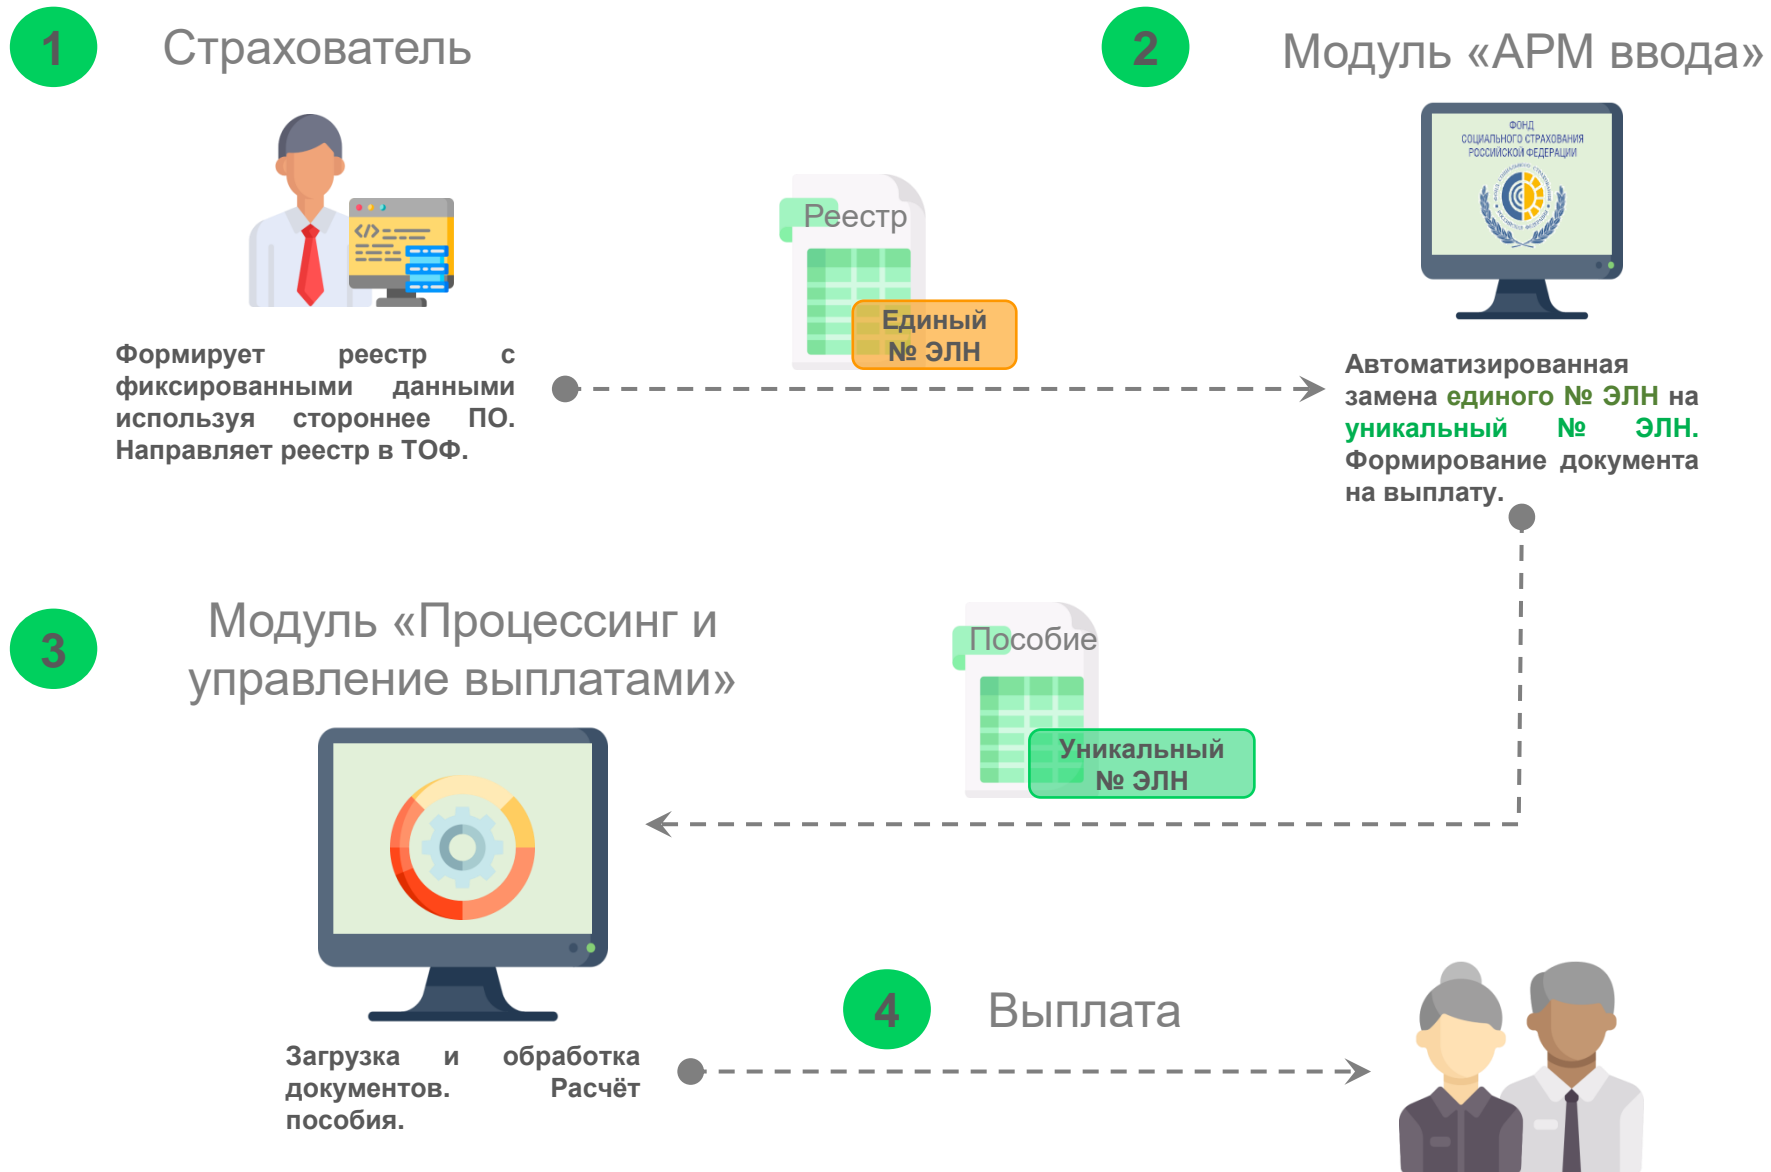 1
Страхователь
2
Модуль «АРМ ввода»
ФОНД
СОЦИАЛЬНОГО СТРАХОВАНИЯ
РОССИЙСКОЙ ФЕДЕРАЦИИ
Реестр
Единый
№ ЭЛН
Формирует реестр с
фиксированными данными
используя стороннее ПО.
Направляет реестр в ТОФ.
Автоматизированная
замена единого № ЭЛН на
уникальный № ЭЛН.
Формирование документа
на выплату.
3
Модуль «Процессинг и
управление выплатами»
Пособие
Уникальный
№ ЭЛН
Загрузка и обработка
документов. Расчёт
пособия.
4
Выплата